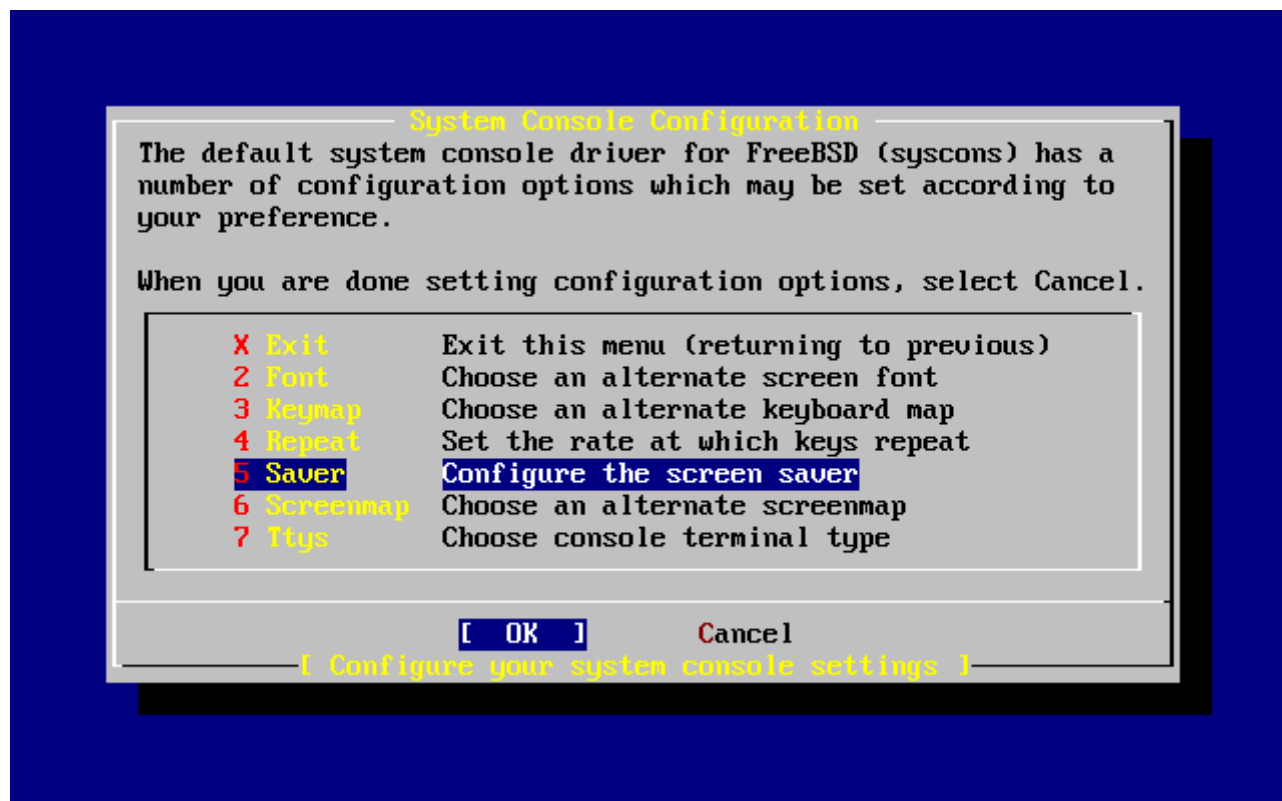 System Console Configuration
The default system console driver for FreeBSD (syscons) has a
number of configuration options which may be set according to
your preference.
When you are done setting configuration options, select Cancel.
X Exit Exit this menu (returning to previous)
2 Font Choose an alternate screen font
3 Keymap Choose an alternate keyboard map
4 Repeat Set the rate at which keys repeat
5 Saver Configure the screen saver
6 Screenmap Choose an alternate screenmap
7 Ttys Choose console terminal type
[ OK ] Cancel
[ Configure your system console settings ]